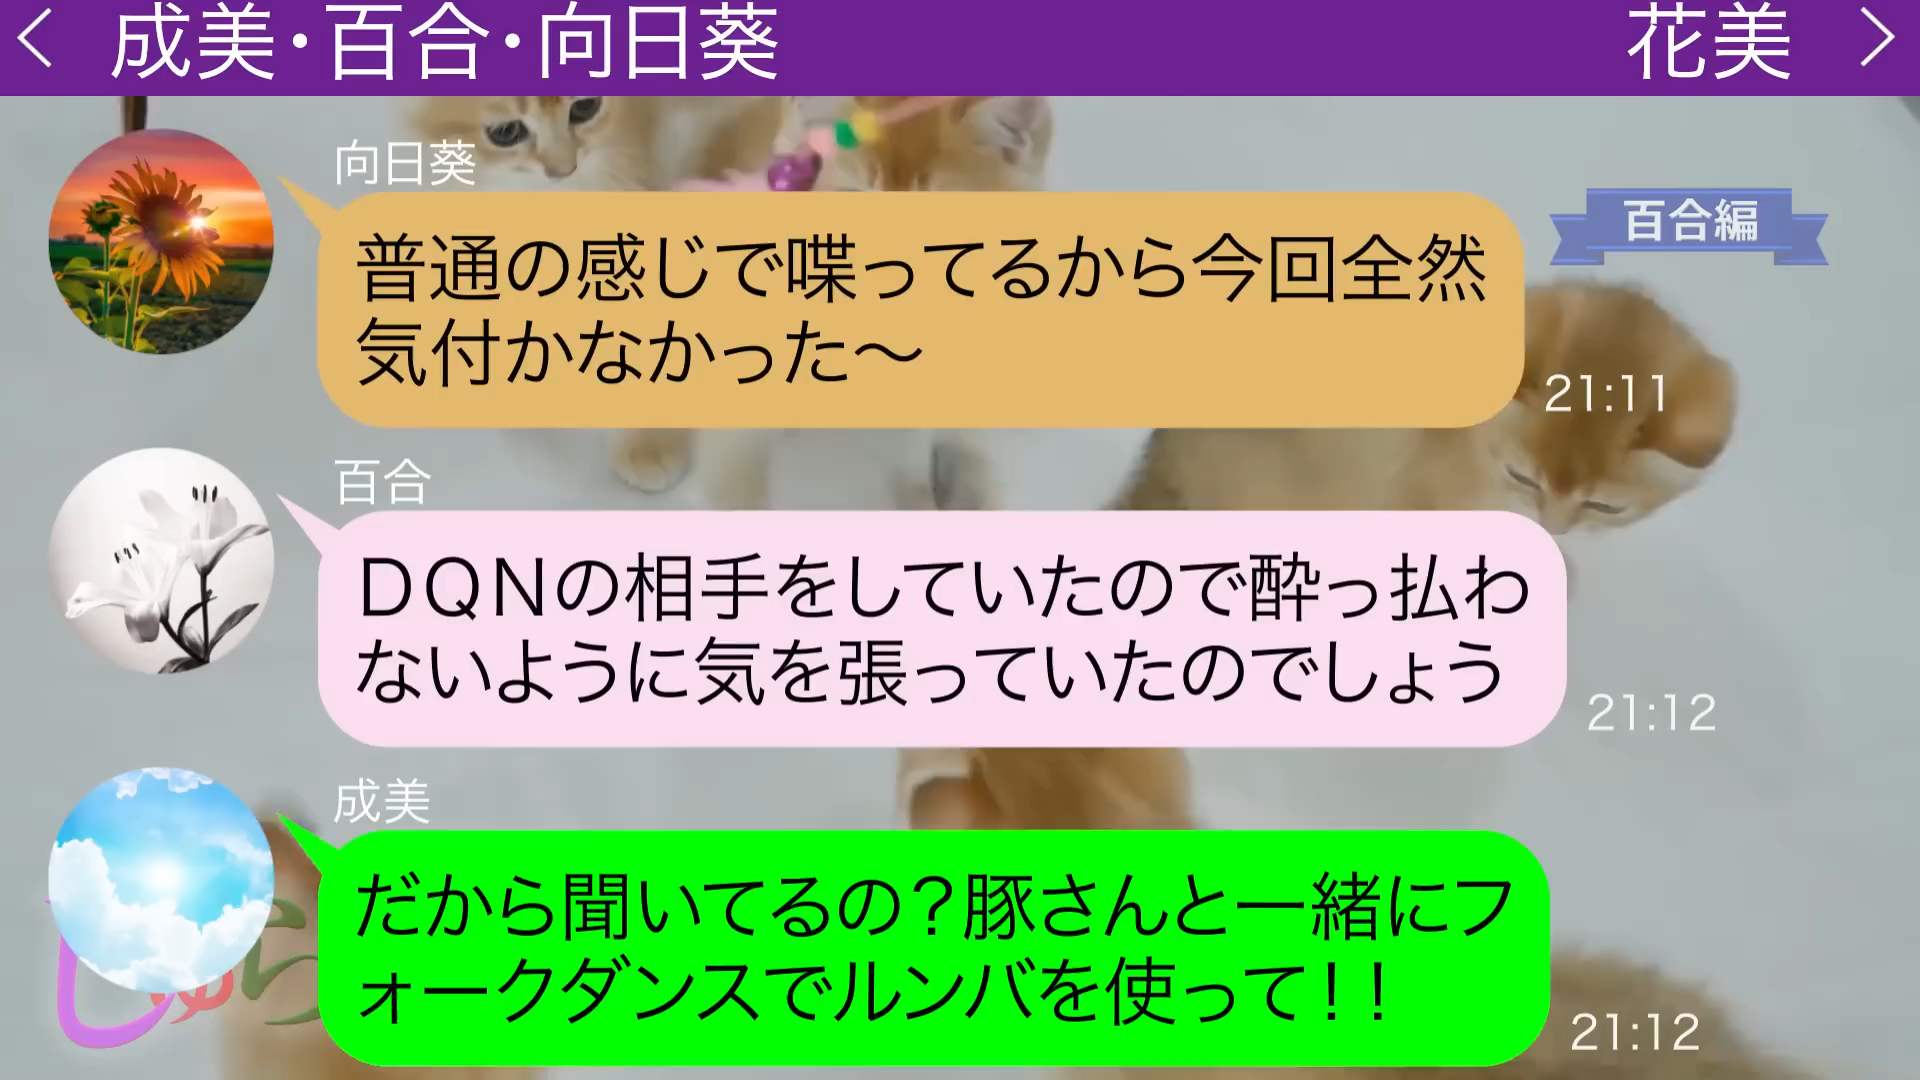 成美・百合・向日葵
花美
向日葵
百合編
普通の感じで喋ってるから今回全然
気付かなかった〜
21:11
百合
DQNの相手をしていたので酔っ払わ
ないように気を張っていたのでしょう
21:12
成美
だから聞いてるの？豚さんと一緒にフ
ォークダンスでルンバを使って！！
21:12